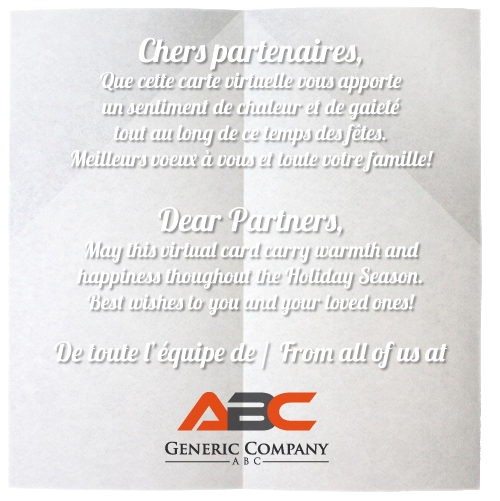 Chers partenaires,
Que cette carte virtuelle vous apporte
un sentiment de chaleur et de gaieté
tout au long de ce temps des fêtes.
Meilleurs voeux à vous et toute votre famille!
Dear Partners,
May this virtual card carry warmth and
happiness thoughout the Holiday Season.
Best wishes to you and your loved ones!
De toute l'équipe de / From all of us at
ABC
GENERIC COMPANY
ABC